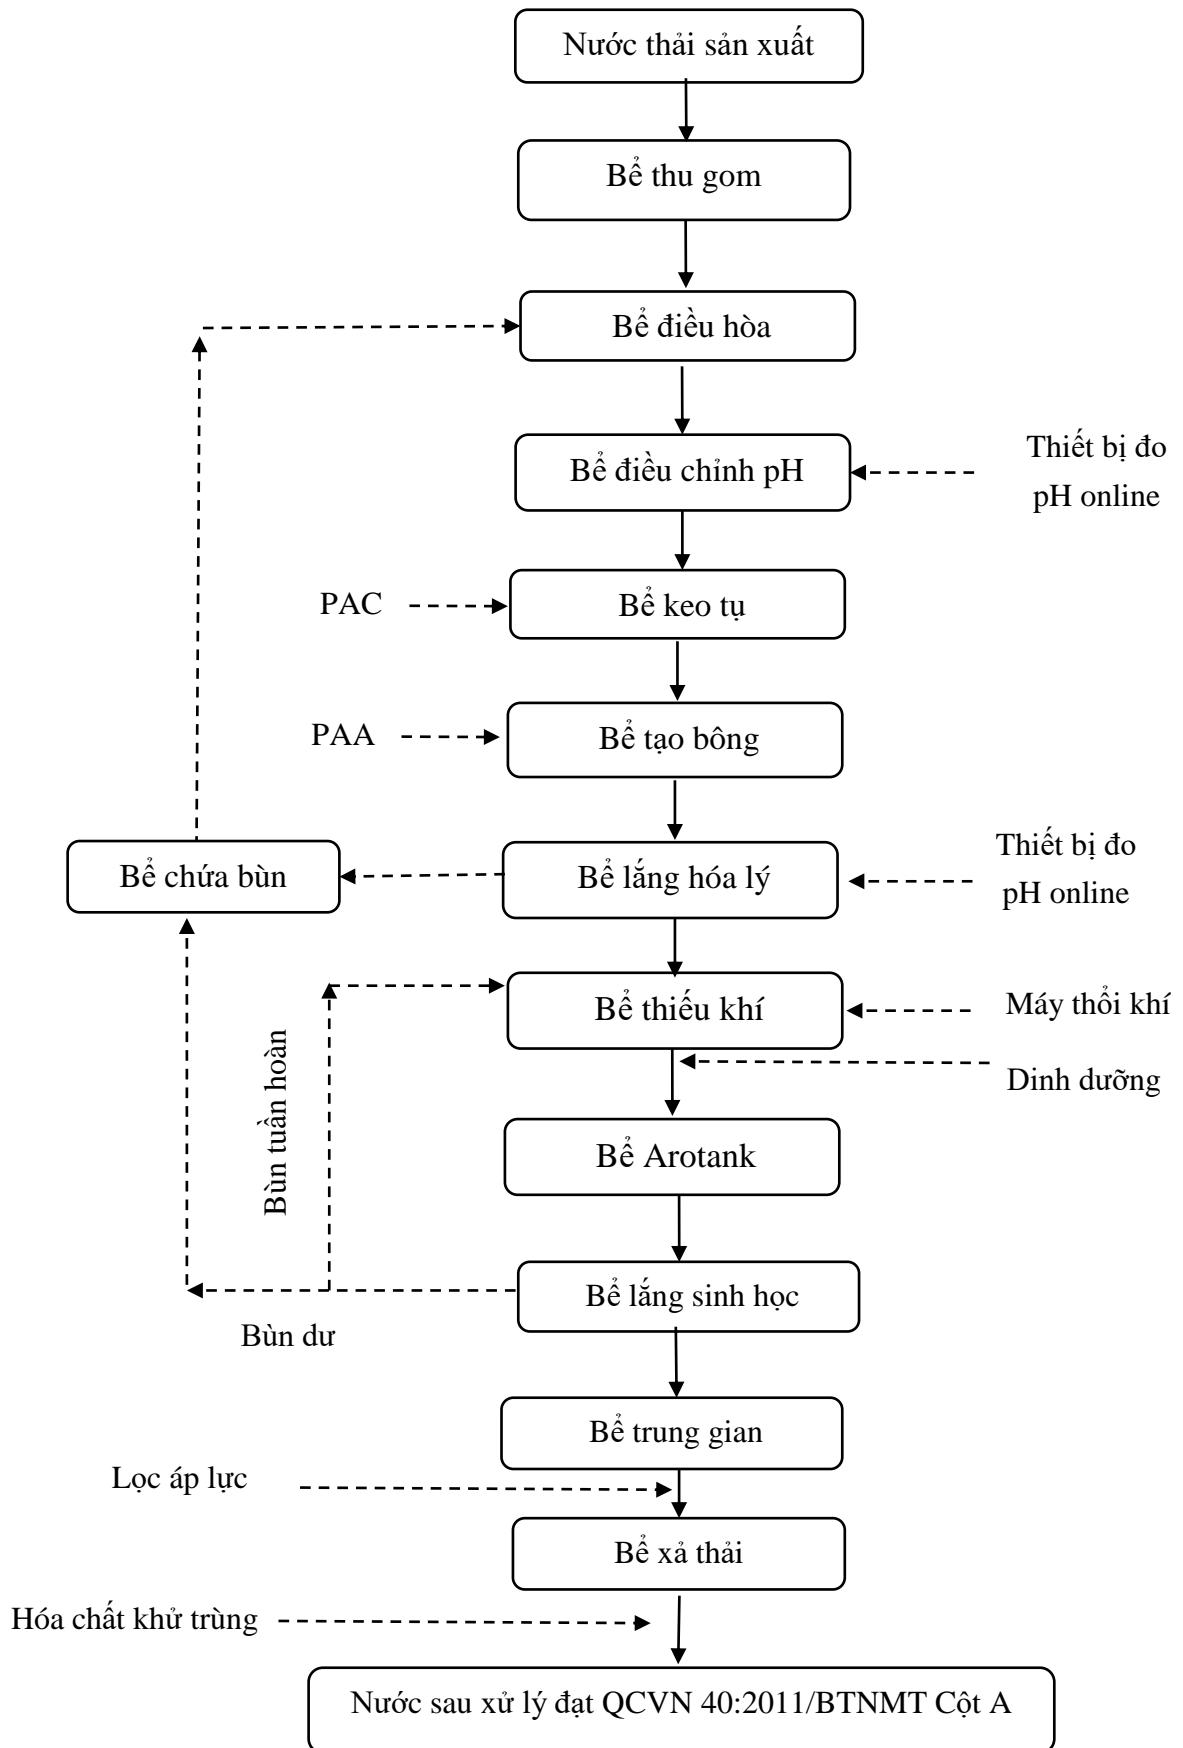 Nước thải sản xuất
Bể thu gom
Bể điều hòa
Bể điều chỉnh pH
Thiết bị đo
pH online
PAC
Bể keo tụ
PAA
Bể tạo bông
Bể chứa bùn
Bể lắng hóa lý
Thiết bị đo
pH online
Bể thiếu khí
Máy thổi khí
Bùn tuần hoàn
Dinh dưỡng
Bể Arotank
Bể lắng sinh học
Bùn dư
Bể trung gian
Lọc áp lực
Bể xả thải
Hóa chất khử trùng
Nước sau xử lý đạt QCVN 40:2011/BTNMT Cột A